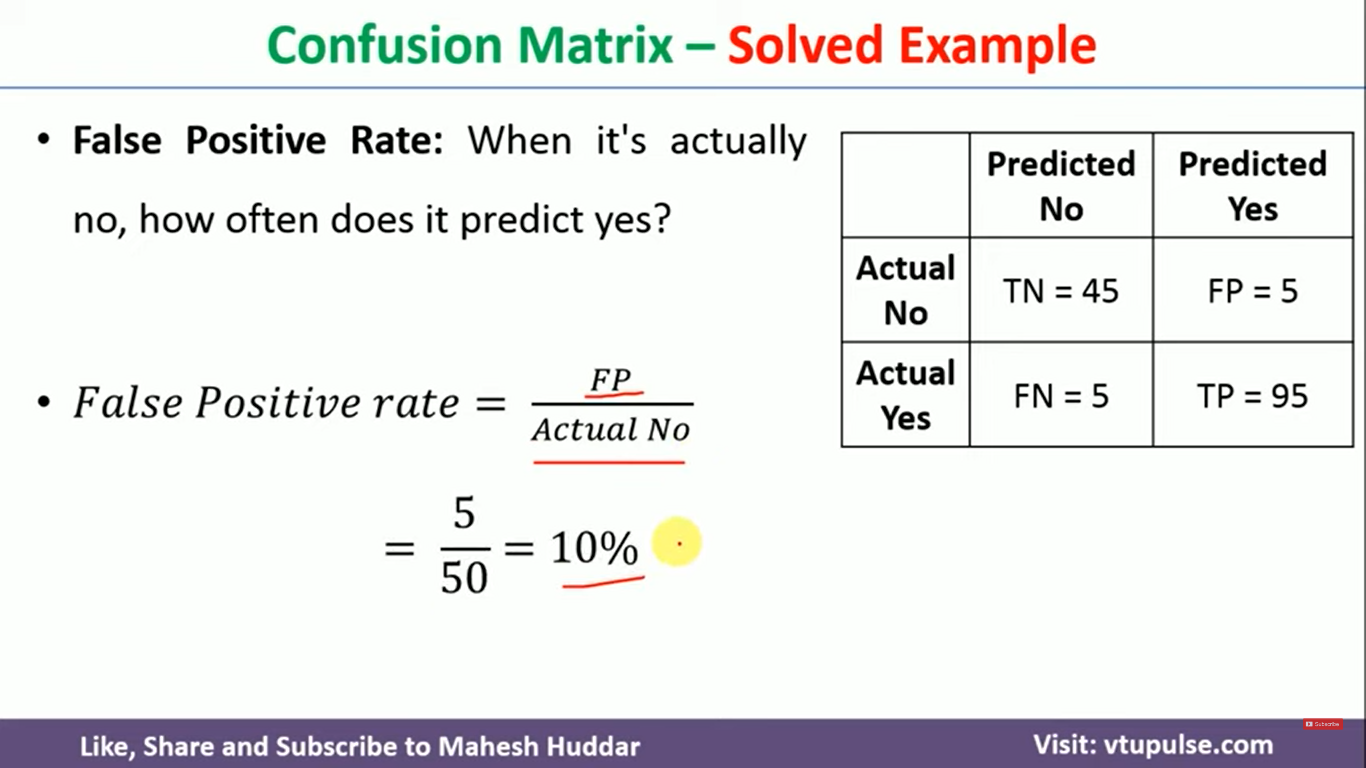 Confusion Matrix – Solved Example
• False Positive Rate: When it's actually
no, how often does it predict yes?
• False Positive rate = FP / Actual No
= 5 / 50 = 10%
Predicted No Predicted Yes
Actual No TN = 45 FP = 5
Actual Yes FN = 5 TP = 95
Subscribe
Like, Share and Subscribe to Mahesh Huddar Visit: vtupulse.com